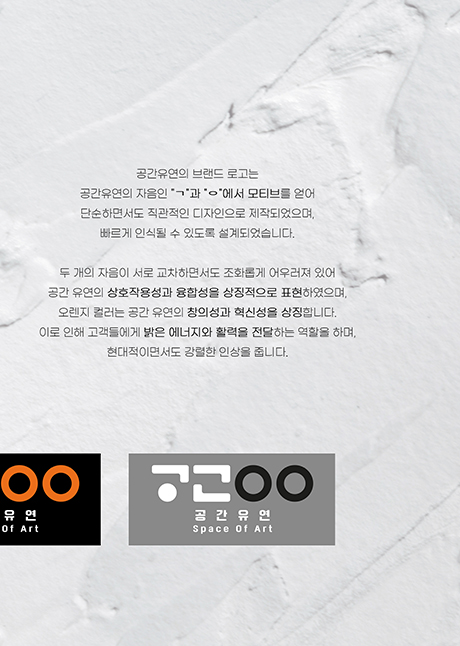 공간유연의 브랜드 로고는
공간유연의 자음인 "ㄱ"과 "ㅇ"에서 모티브를 얻어
단순하면서도 직관적인 디자인으로 제작되었으며,
빠르게 인식될 수 있도록 설계되었습니다.
두 개의 자음이 서로 교차하면서도 조화롭게 어우러져 있어
공간 유연의 상호작용성과 융합성을 상징적으로 표현하였으며,
오렌지 컬러는 공간 유연의 창의성과 혁신성을 상징합니다.
이로 인해 고객들에게 밝은 에너지와 활력을 전달하는 역할을 하며,
현대적이면서도 강렬한 인상을 줍니다.
유연
Of Art
공간유연
Space Of Art